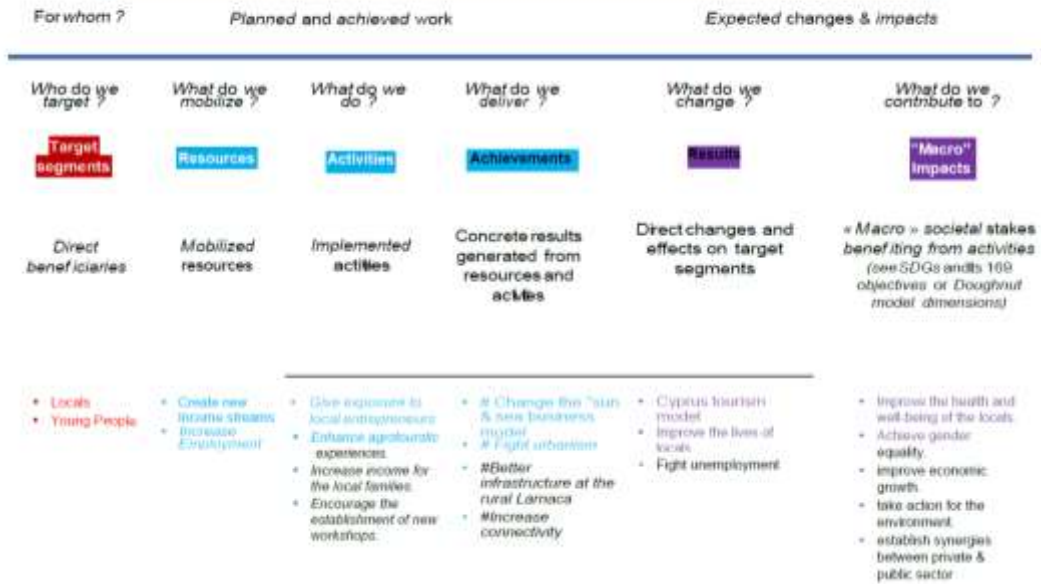 For whom ?
Planned and achieved work
Expected changes & impacts
Who do we
target ?
What do we
mobilize ?
What do we
do ?
What do we
deliver ?
What do we
change ?
What do we
contribute to ?
Target
segments
Resources
Activities
Achievements
Results
"Macro"
Impacts
Direct
beneficiaries
Mobilized
resources
Implemented
activities
Concrete results
generated from
resources and
activities
Direct changes and
effects on target
segments
« Macro » societal stakes
benefiting from activities
(see SDGs and its 169
objectives or Doughnut
model dimensions)
• Locals
• Young People
• Create new
Income streams
• Increase
Employment
• Give exposure to
local entrepreneurs
• Enhance agrotouristic
experiences.
• Increase income for
the local families.
• Encourage the
establishment of new
workshops.
• # Change the "sun
& sea business
model
• # Fight urbanism
• #Better
infrastructure at the
rural Larnaca
• #Increase
connectivity
• Cyprus tourism
model
• Improve the lives of
locals
• Fight unemployment
• Improve the health and
well-being of the locals.
• Achieve gender
equality.
• improve economic
growth.
• take action for the
environment.
• establish synergies
between private &
public sector